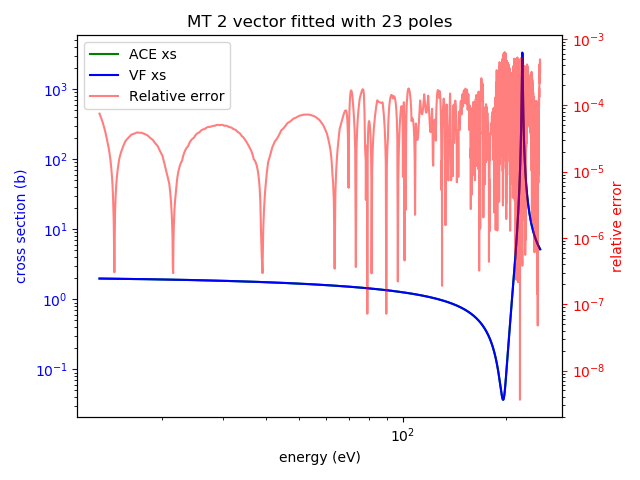 MT 2 vector fitted with 23 poles
ACE xs
VF xs
Relative error
10³
10²
10¹
10⁰
10⁻¹
cross section (b)
10⁻³
10⁻⁴
10⁻⁵
10⁻⁶
10⁻⁷
10⁻⁸
relative error
10²
energy (eV)